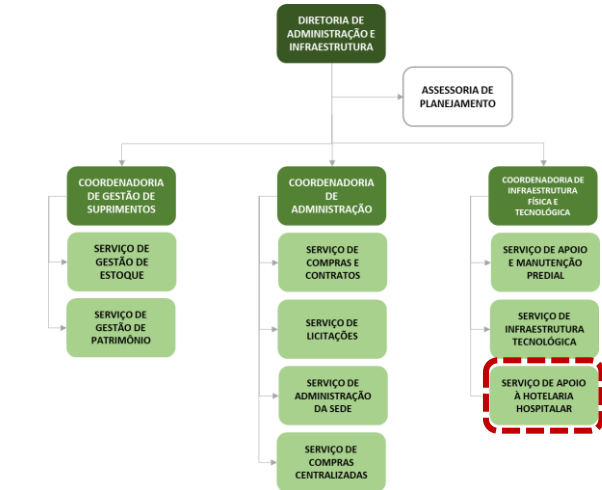 DIRETORIA DE
ADMINISTRAÇÃO E
INFRAESTRUTURA
ASSESSORIA DE
PLANEJAMENTO
COORDENADORIA
DE GESTÃO DE
SUPRIMENTOS
SERVIÇO DE
GESTÃO DE
ESTOQUE
SERVIÇO DE
GESTÃO DE
PATRIMÔNIO
COORDENADORIA
DE
ADMINISTRAÇÃO
SERVIÇO DE
COMPRAS E
CONTRATOS
SERVIÇO DE
LICITAÇÕES
SERVIÇO DE
ADMINISTRAÇÃO
DA SEDE
SERVIÇO DE
COMPRAS
CENTRALIZADAS
COORDENADORIA DE
INFRAESTRUTURA
FÍSICA E
TECNOLÓGICA
SERVIÇO DE APOIO
E MANUTENÇÃO
PREDIAL
SERVIÇO DE
INFRAESTRUTURA
TECNOLÓGICA
SERVIÇO DE APOIO
À HOTELARIA
HOSPITALAR